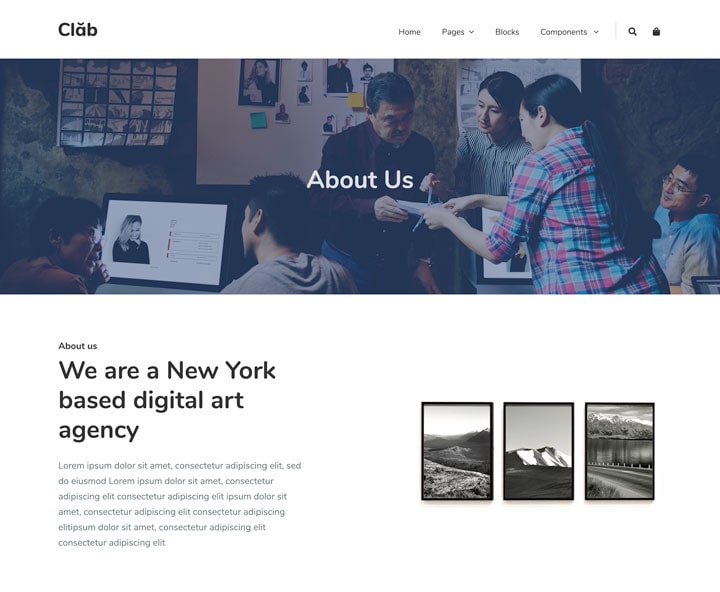 Clăb
Home
Pages
Blocks
Components
About Us
About us
We are a New York
based digital art
agency
Lorem ipsum dolor sit amet, consectetur adipiscing elit, sed
do eiusmod Lorem ipsum dolor sit amet, consectetur
adipiscing elit consectetur adipiscing elit ipsum dolor sit
amet, consectetur adipiscing elit consectetur adipiscing
elitipsum dolor sit amet, consectetur adipiscing elit
consectetur adipiscing elit